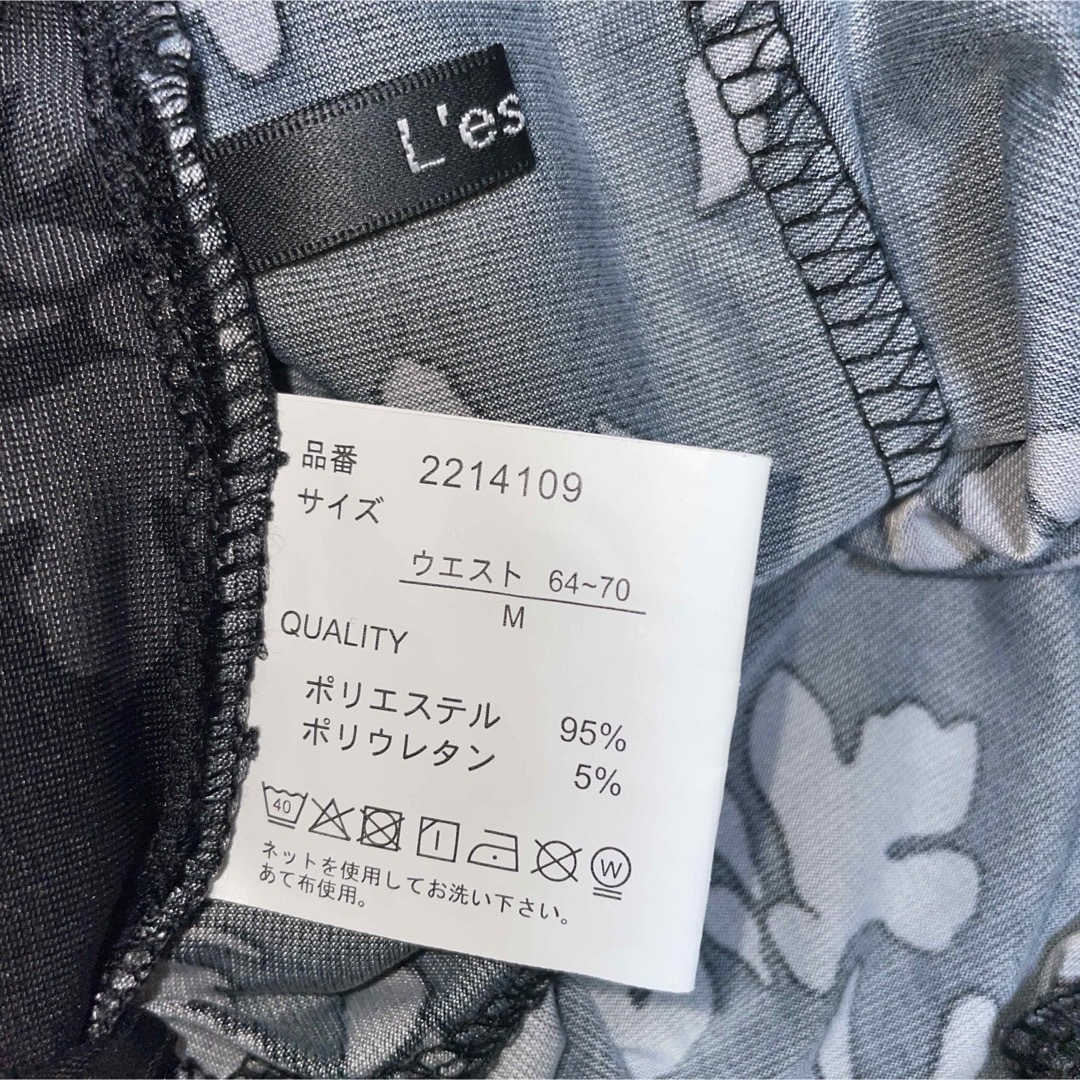 L'es
品番 2214109
サイズ
ウエスト 64~70
M
QUALITY
ポリエステル 95%
ポリウレタン 5%
40 W
ネットを使用してお洗い下さい。
あて布使用。